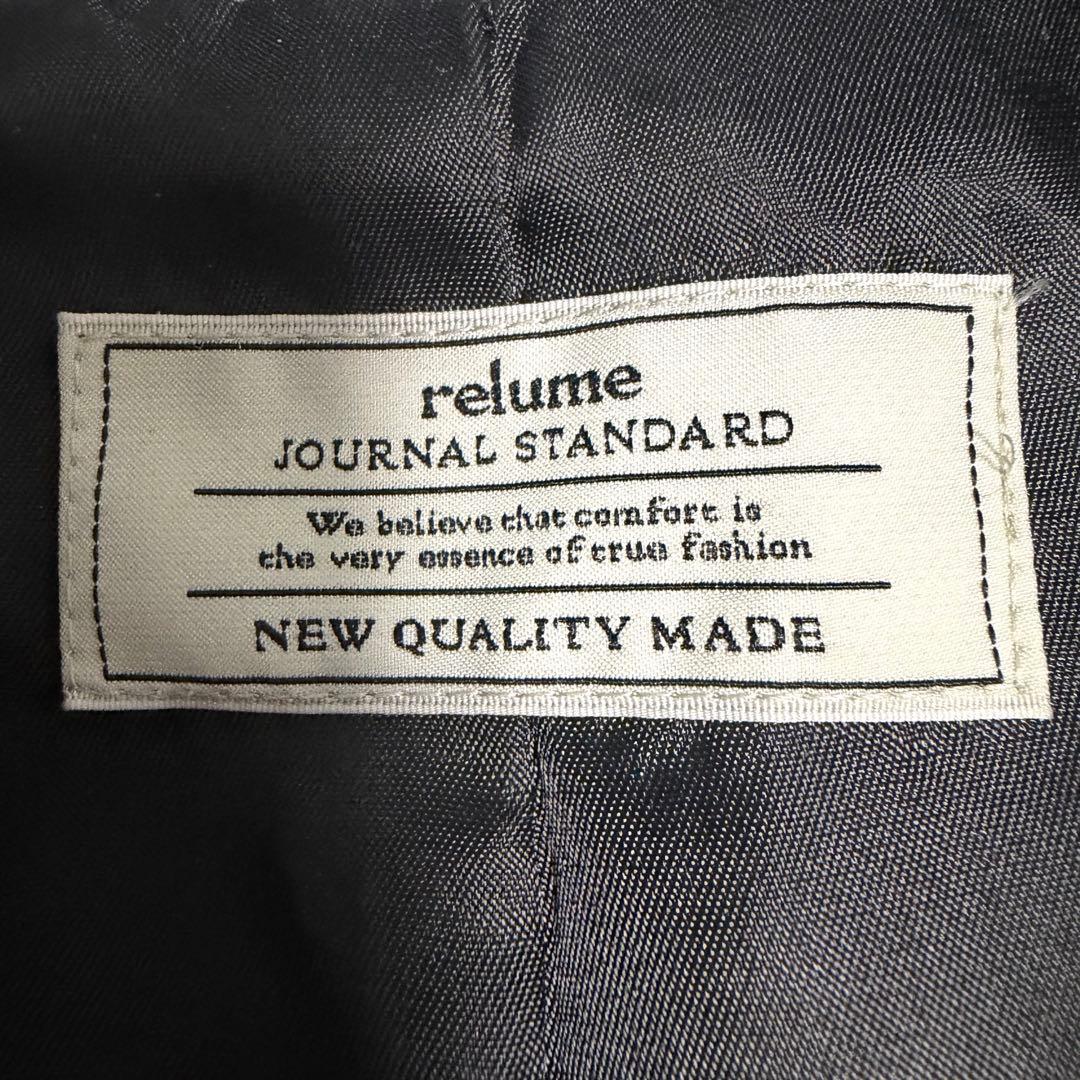 relume
JOURNAL STANDARD
We believe that comfort is
the very essence of true fashion
NEW QUALITY MADE